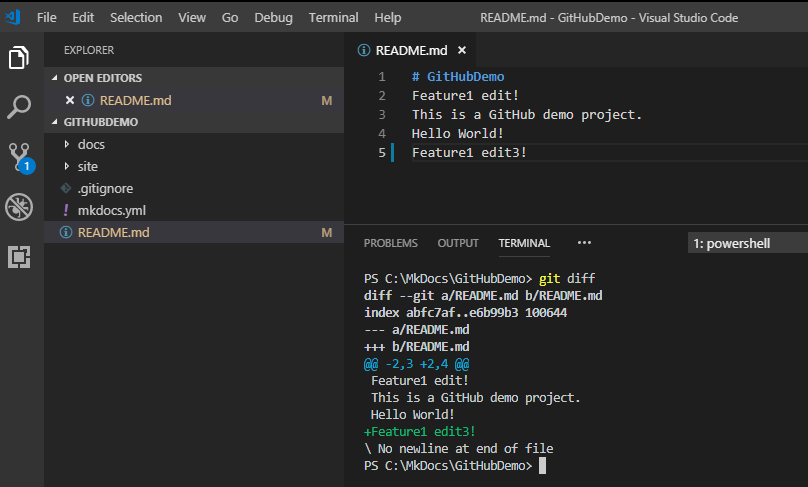 File Edit Selection View Go Debug Terminal Help README.md - GitHubDemo - Visual Studio Code
EXPLORER
OPEN EDITORS
README.md M
GITHUBDEMO
docs
site
.gitignore
! mkdocs.yml
README.md M
1
README.md
1 # GitHubDemo
2 Feature1 edit!
3 This is a GitHub demo project.
4 Hello World!
5 Feature1 edit3!
PROBLEMS OUTPUT TERMINAL ··· 1: powershell
PS C:\MkDocs\GitHubDemo> git diff
diff --git a/README.md b/README.md
index abfc7af..e6b99b3 100644
--- a/README.md
+++ b/README.md
@@ -2,3 +2,4 @@
Feature1 edit!
This is a GitHub demo project.
Hello World!
+Feature1 edit3!
\ No newline at end of file
PS C:\MkDocs\GitHubDemo>